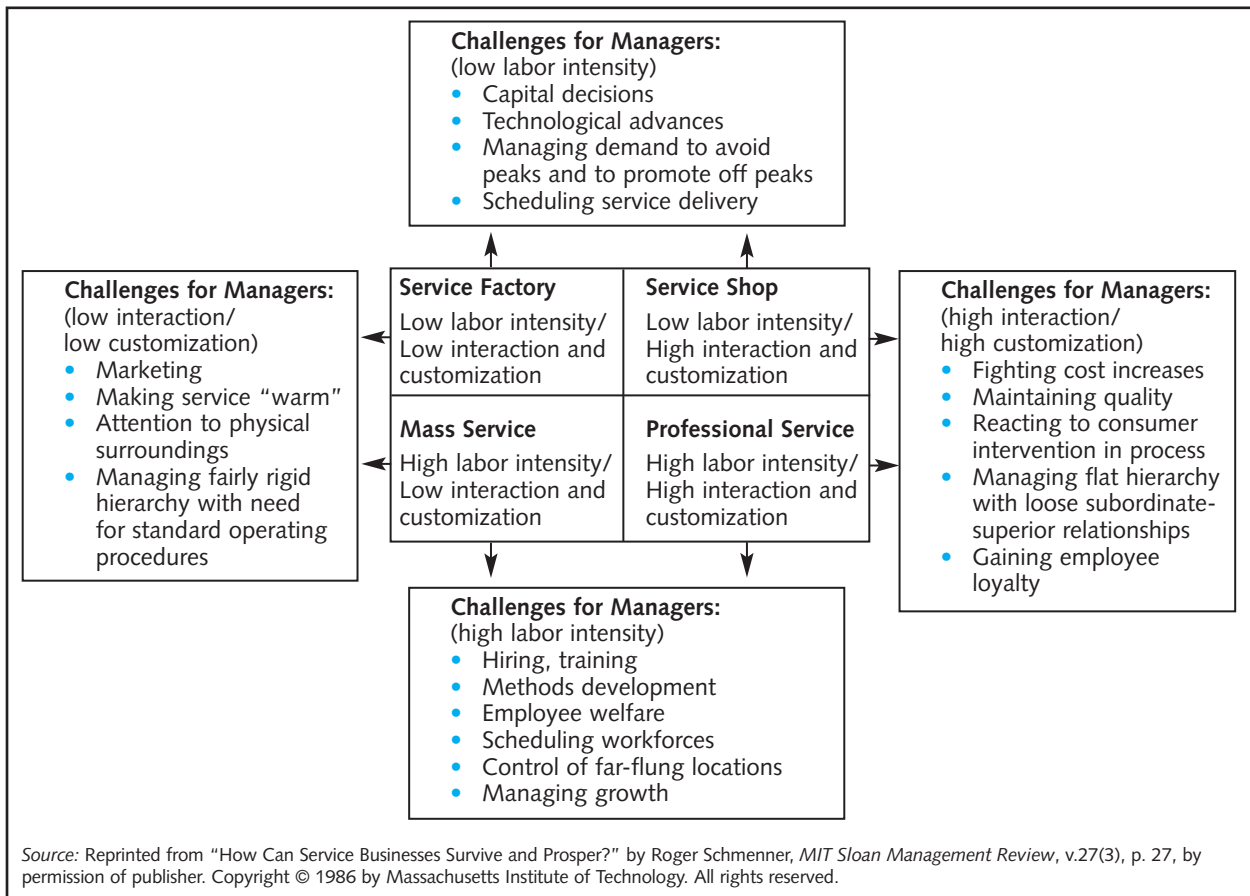 Challenges for Managers:
(low labor intensity)
• Capital decisions
• Technological advances
• Managing demand to avoid
peaks and to promote off peaks
• Scheduling service delivery
Challenges for Managers:
(low interaction/
low customization)
• Marketing
• Making service “warm”
• Attention to physical
surroundings
• Managing fairly rigid
hierarchy with need
for standard operating
procedures
Service Factory
Low labor intensity/
Low interaction and
customization
Service Shop
Low labor intensity/
High interaction and
customization
Mass Service
High labor intensity/
Low interaction and
customization
Professional Service
High labor intensity/
High interaction and
customization
Challenges for Managers:
(high interaction/
high customization)
• Fighting cost increases
• Maintaining quality
• Reacting to consumer
intervention in process
• Managing flat hierarchy
with loose subordinate-
superior relationships
• Gaining employee
loyalty
Challenges for Managers:
(high labor intensity)
• Hiring, training
• Methods development
• Employee welfare
• Scheduling workforces
• Control of far-flung locations
• Managing growth
Source: Reprinted from “How Can Service Businesses Survive and Prosper?” by Roger Schmenner, MIT Sloan Management Review, v.27(3), p. 27, by
permission of publisher. Copyright © 1986 by Massachusetts Institute of Technology. All rights reserved.